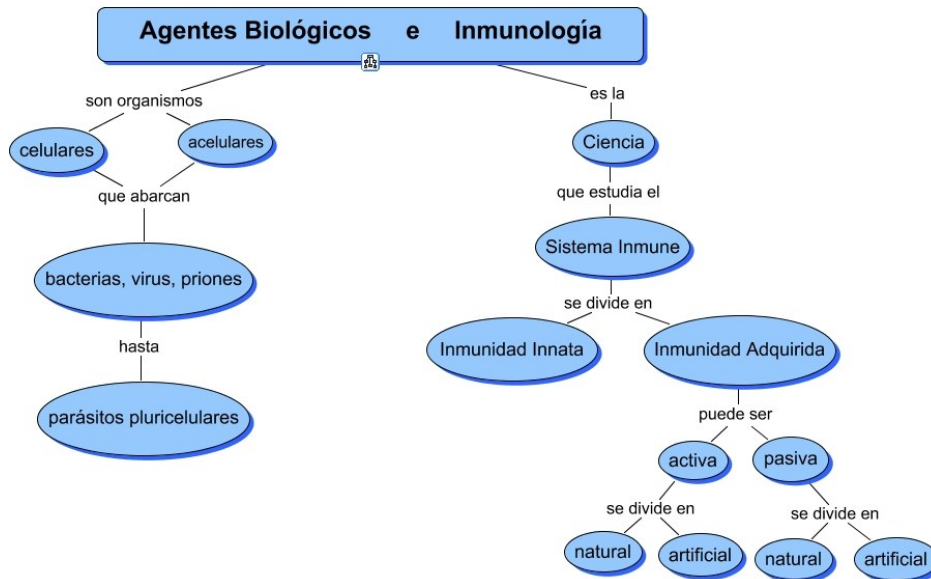 Agentes Biológicos e Inmunología
son organismos
celulares
acelulares
que abarcan
bacterias, virus, priones
hasta
parásitos pluricelulares
es la
Ciencia
que estudia el
Sistema Inmune
se divide en
Inmunidad Innata
Inmunidad Adquirida
puede ser
activa
pasiva
se divide en
natural
artificial
se divide en
natural
artificial